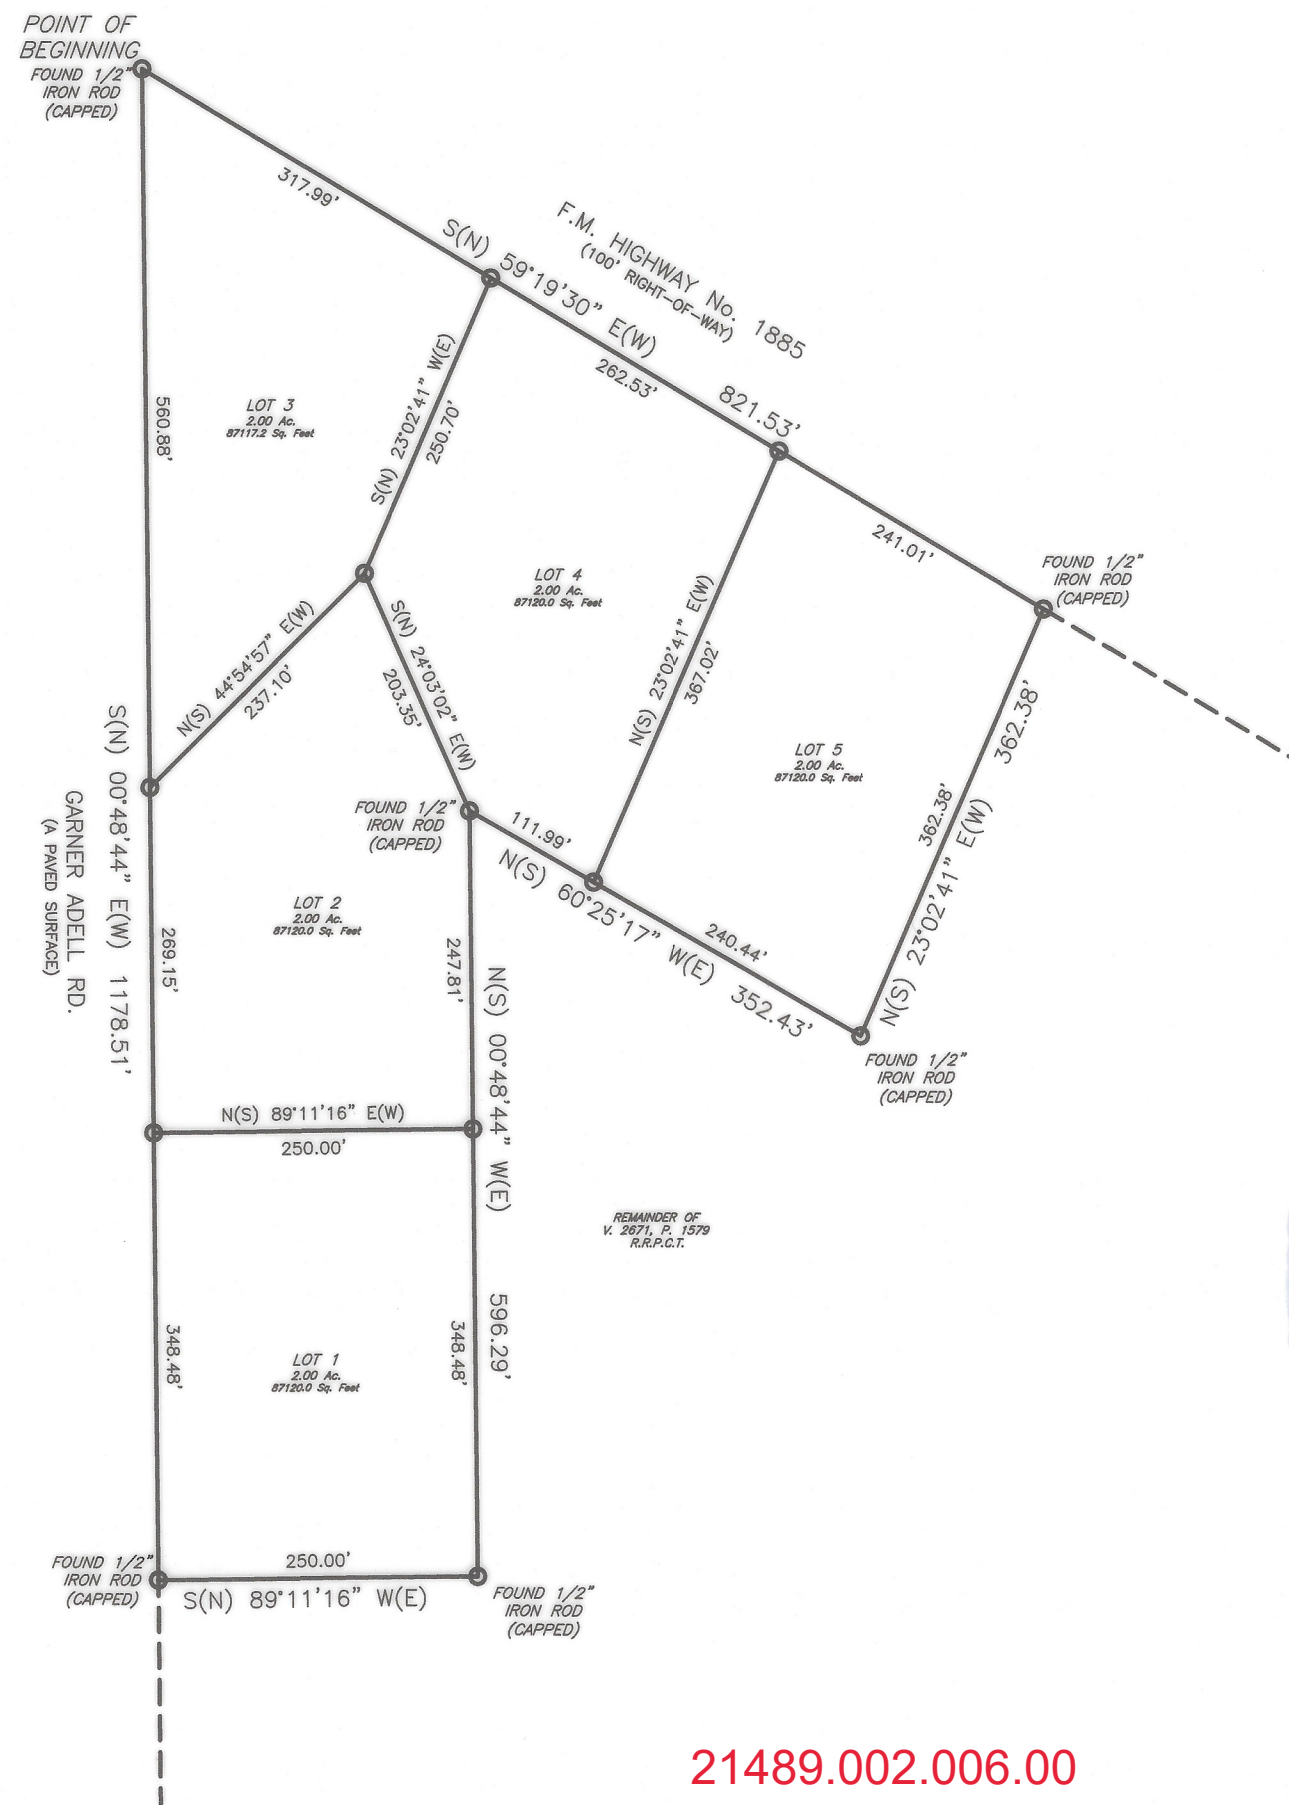 POINT OF
BEGINNING
FOUND 1/2"
IRON ROD
(CAPPED)
317.99'
F.M. HIGHWAY No. 1885
(100' RIGHT-OF-WAY)
S(N) 59°19'30" E(W) 821.53'
262.53'
241.01'
FOUND 1/2"
IRON ROD
(CAPPED)
S(N) 23°02'41" W(E)
250.70'
560.88'
LOT 3
2.00 Ac.
87117.2 Sq. Feet
N(S) 44°54'57" E(W)
237.10'
S(N) 24°03'02" E(W)
203.35'
LOT 4
2.00 Ac.
87120.0 Sq. Feet
N(S) 23°02'41" E(W)
367.02'
LOT 5
2.00 Ac.
87120.0 Sq. Feet
362.38'
N(S) 23°02'41" E(W) 362.38'
FOUND 1/2"
IRON ROD
(CAPPED)
111.99'
N(S) 60°25'17" W(E) 352.43'
240.44'
FOUND 1/2"
IRON ROD
(CAPPED)
S(N) 00°48'44" E(W) 1178.51'
GARNER ADELL RD.
(A PAVED SURFACE)
LOT 2
2.00 Ac.
87120.0 Sq. Feet
269.15'
247.81'
N(S) 00°48'44" W(E) 596.29'
N(S) 89°11'16" E(W)
250.00'
REMAINDER OF
V. 2671, P. 1579
R.R.P.C.T.
348.48'
348.48'
LOT 1
2.00 Ac.
87120.0 Sq. Feet
250.00'
S(N) 89°11'16" W(E)
FOUND 1/2"
IRON ROD
(CAPPED)
FOUND 1/2"
IRON ROD
(CAPPED)
21489.002.006.00